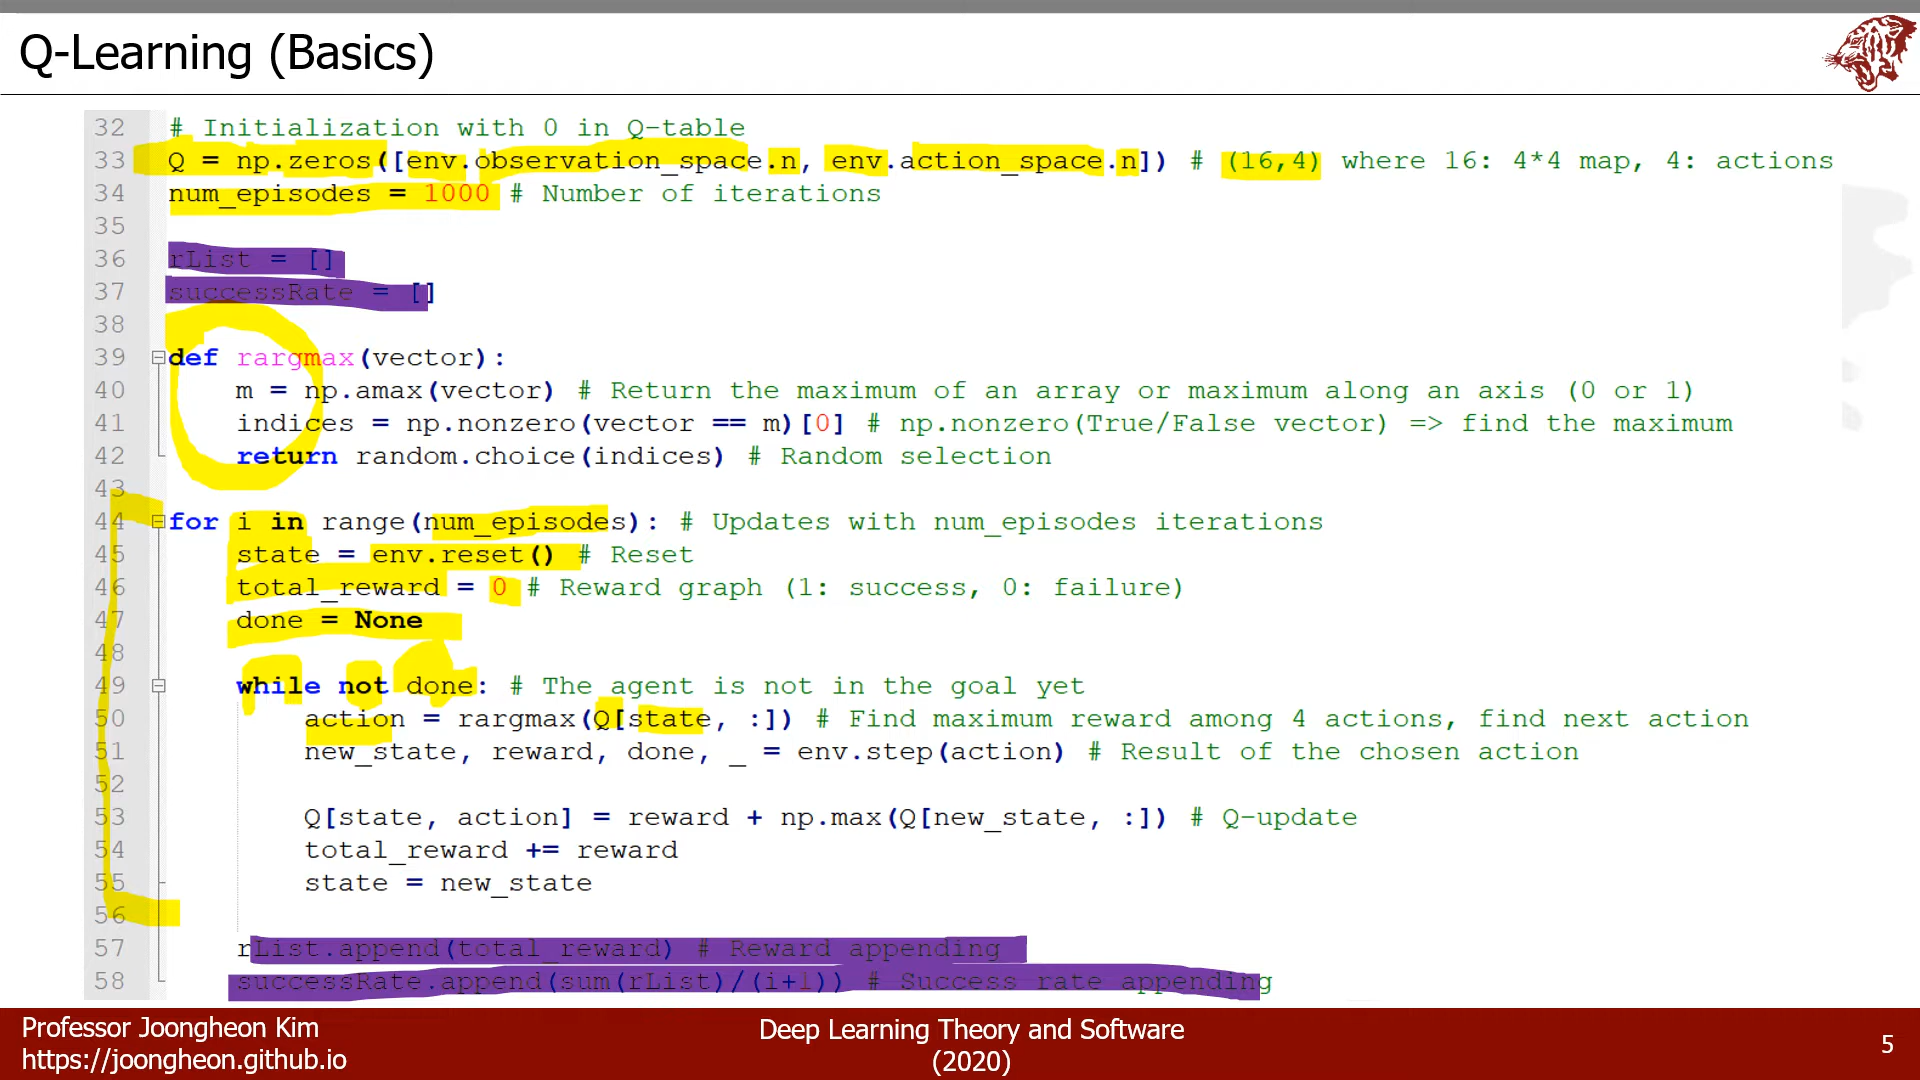 Q-Learning (Basics)
32 # Initialization with 0 in Q-table
33 Q = np.zeros([env.observation_space.n, env.action_space.n]) # (16,4) where 16: 4*4 map, 4: actions
34 num_episodes = 1000 # Number of iterations
35
36 rList = []
37 successRate = []
38
39 def rargmax(vector):
40 m = np.amax(vector) # Return the maximum of an array or maximum along an axis (0 or 1)
41 indices = np.nonzero(vector == m)[0] # np.nonzero(True/False vector) => find the maximum
42 return random.choice(indices) # Random selection
43
44 for i in range(num_episodes): # Updates with num_episodes iterations
45 state = env.reset() # Reset
46 total_reward = 0 # Reward graph (1: success, 0: failure)
47 done = None
48
49 while not done: # The agent is not in the goal yet
50 action = rargmax(Q[state, :]) # Find maximum reward among 4 actions, find next action
51 new_state, reward, done, _ = env.step(action) # Result of the chosen action
52
53 Q[state, action] = reward + np.max(Q[new_state, :]) # Q-update
54 total_reward += reward
55 state = new_state
56
57 rList.append(total_reward) # Reward appending
58 successRate.append(sum(rList)/(i+1)) # Success rate appending
Professor Joongheon Kim
https://joongheon.github.io
Deep Learning Theory and Software
(2020)
5